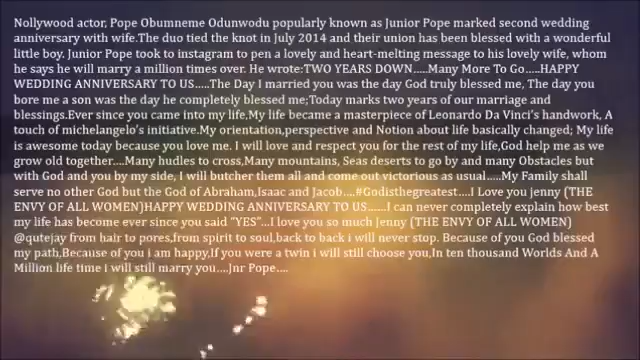 Nollywood actor, Pope Obumneme Odunwodu popularly known as Junior Pope marked second wedding
anniversary with wife.The duo tied the knot in July 2014 and their union has been blessed with a wonderful
little boy. Junior Pope took to instagram to pen a lovely and heart-melting message to his lovely wife, whom
he says he will marry a million times over. He wrote:TWO YEARS DOWN.....Many More To Go.....HAPPY
WEDDING ANNIVERSARY TO US.....The Day I married you was the day God truly blessed me, The day you
bore me a son was the day he completely blessed me;Today marks two years of our marriage and
blessings.Ever since you came into my life,My life became a masterpiece of Leonardo Da Vinci's handwork, A
touch of michelangelo's initiative.My orientation,perspective and Notion about life basically changed; My life
is awesome today because you love me. I will love and respect you for the rest of my life,God help me as we
grow old together....Many hudles to cross,Many mountains, Seas deserts to go by and many Obstacles but
with God and you by my side, I will butcher them all and come out victorious as usual.....My Family shall
serve no other God but the God of Abraham,Isaac and Jacob....#Godisthegreatest.....I Love you jenny (THE
ENVY OF ALL WOMEN)HAPPY WEDDING ANNIVERSARY TO US......I can never completely explain how best
my life has become ever since you said “YES”...I love you so much Jenny (THE ENVY OF ALL WOMEN)
@qutejay from hair to pores,from spirit to soul,back to back i will never stop. Because of you God blessed
my path,Because of you i am happy,If you were a twin i will still choose you,In ten thousand Worlds And A
Million life time i will still marry you....Jnr Pope....